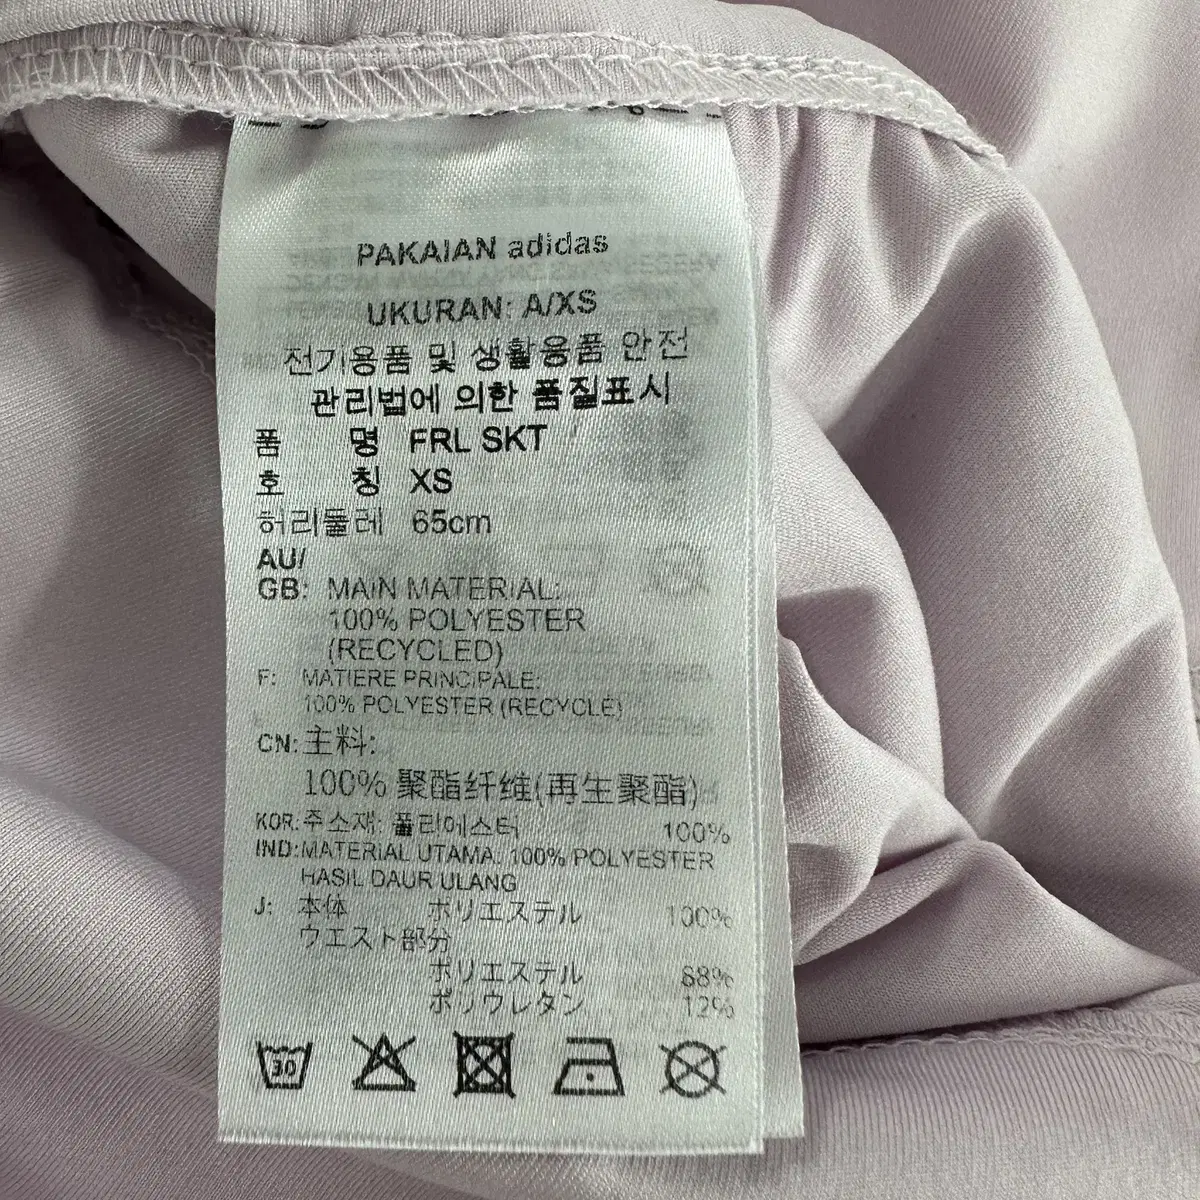 PAKAIAN adidas
UKURAN: A/XS
전기용품 및 생활용품 안전
관리법에 의한 품질표시
품 명 FRL SKT
호 칭 XS
허리둘레 65cm
AU/
GB: MAIN MATERIAL:
100% POLYESTER
(RECYCLED)
F: MATIERE PRINCIPALE:
100% POLYESTER (RECYCLÉ)
CN: 主料:
100% 聚酯纤维(再生聚酯)
KOR: 주소재: 폴리에스터 100%
IND: MATERIAL UTAMA: 100% POLYESTER
HASIL DAUR ULANG
J: 本体 ポリエステル 100%
ウエスト部分
ポリエステル 88%
ポリウレタン 12%
30